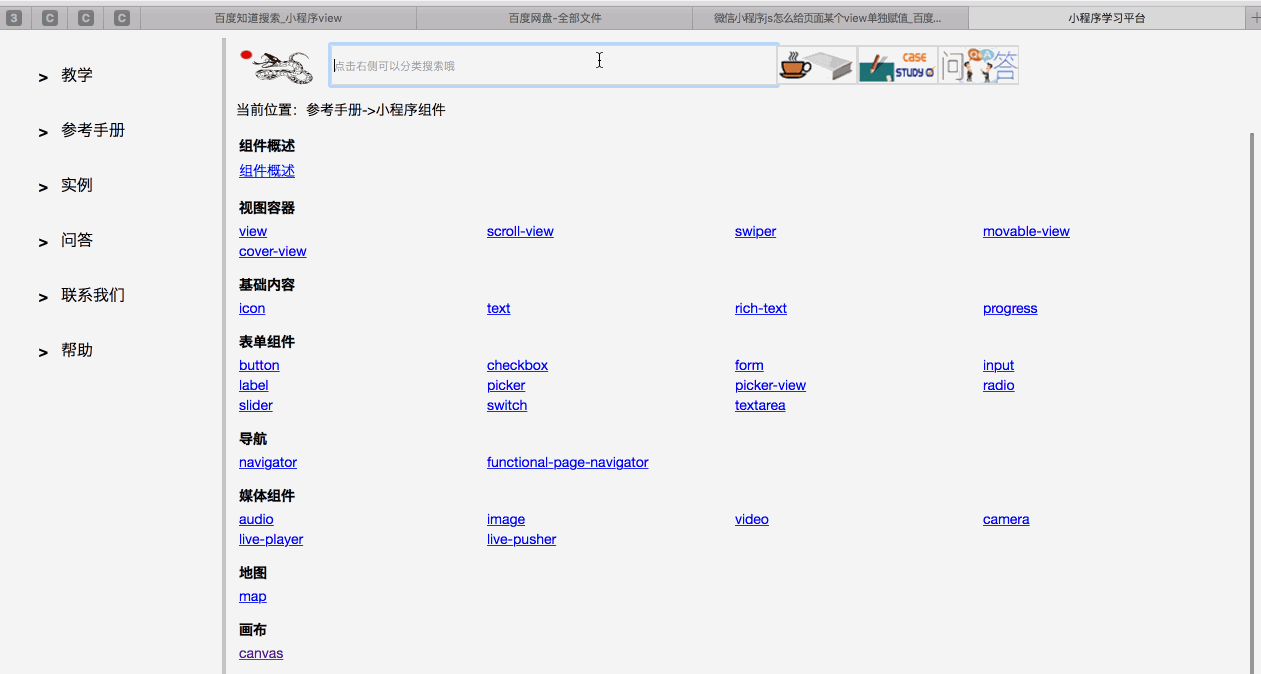 3 C C C 百度知道搜索_小程序view 百度网盘-全部文件 微信小程序js怎么给页面某个view单独赋值_百度... 小程序学习平台 +
点击右侧可以分类搜索哦 CASE STUDY 问 Q A 答
当前位置：参考手册->小程序组件
> 教学
> 参考手册
> 实例
> 问答
> 联系我们
> 帮助
组件概述
组件概述
视图容器
view scroll-view swiper movable-view
cover-view
基础内容
icon text rich-text progress
表单组件
button checkbox form input
label picker picker-view radio
slider switch textarea
导航
navigator functional-page-navigator
媒体组件
audio image video camera
live-player live-pusher
地图
map
画布
canvas